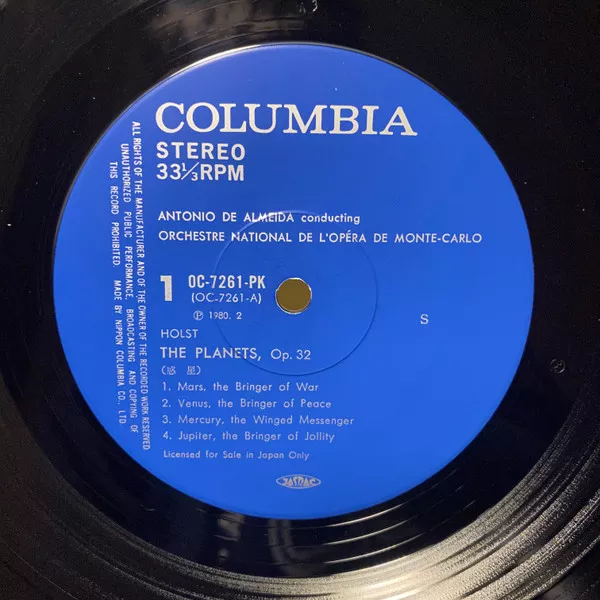 COLUMBIA
STEREO
33⅓RPM
ANTONIO DE ALMEIDA conducting
ORCHESTRE NATIONAL DE L'OPÉRA DE MONTE-CARLO
1 OC-7261-PK
(OC-7261-A)
Ⓟ 1980. 2
S
HOLST
THE PLANETS, Op. 32
(惑 星)
1. Mars, the Bringer of War
2. Venus, the Bringer of Peace
3. Mercury, the Winged Messenger
4. Jupiter, the Bringer of Jollity
Licensed for Sale in Japan Only
JASRAC
ALL RIGHTS OF THE MANUFACTURER AND OF THE OWNER OF THE RECORDED WORK RESERVED
UNAUTHORIZED PUBLIC PERFORMANCE, BROADCASTING AND COPYING OF
THIS RECORD PROHIBITED. MADE BY NIPPON COLUMBIA CO., LTD.